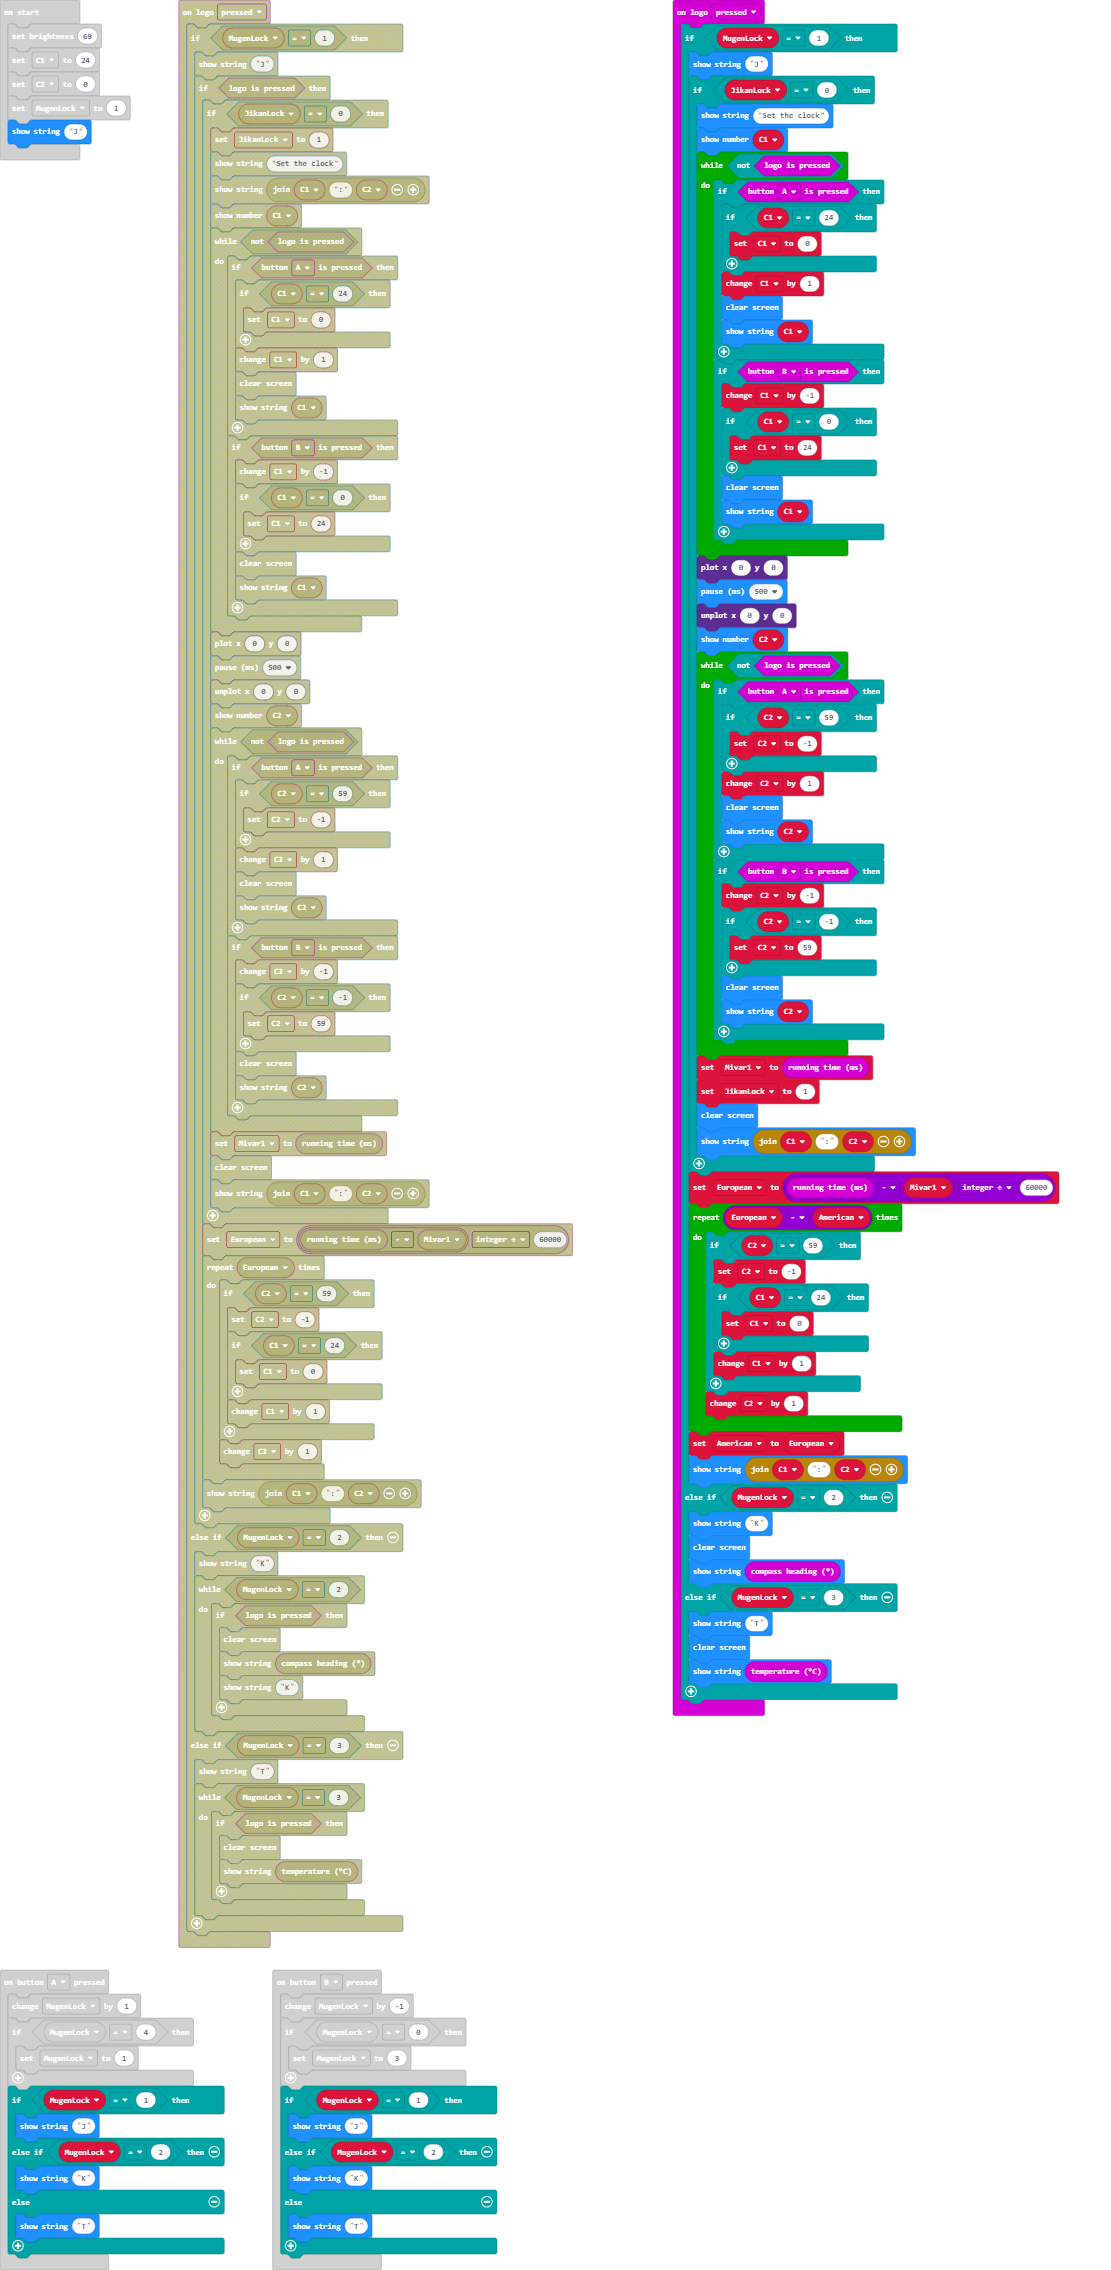 on start
set brightness 69
set C1 to 24
set C2 to 0
set MugenLock to 1
show string "J"
on logo pressed
if MugenLock = 1 then
show string "J"
if logo is pressed then
if JikanLock = 0 then
set JikanLock to 1
show string "Set the clock"
show string join C1 ":" C2
show number C1
while not logo is pressed
do if button A is pressed then
if C1 = 24 then
set C1 to 0
change C1 by 1
clear screen
show string C1
if button B is pressed then
change C1 by -1
if C1 = 0 then
set C1 to 24
clear screen
show string C1
plot x 0 y 0
pause (ms) 500
unplot x 0 y 0
show number C2
while not logo is pressed
do if button A is pressed then
if C2 = 59 then
set C2 to -1
change C2 by 1
clear screen
show string C2
if button B is pressed then
change C2 by -1
if C2 = -1 then
set C2 to 59
clear screen
show string C2
set Mivar1 to running time (ms)
clear screen
show string join C1 ":" C2
set European to running time (ms) - Mivar1 integer ÷ 60000
repeat European times
do if C2 = 59 then
set C2 to -1
if C1 = 24 then
set C1 to 0
change C1 by 1
change C2 by 1
show string join C1 ":" C2
else if MugenLock = 2 then
show string "K"
while MugenLock = 2
do if logo is pressed then
clear screen
show string compass heading (°)
show string "K"
else if MugenLock = 3 then
show string "T"
while MugenLock = 3
do if logo is pressed then
clear screen
show string temperature (°C)
on logo pressed
if MugenLock = 1 then
show string "J"
if JikanLock = 0 then
show string "Set the clock"
show number C1
while not logo is pressed
do if button A is pressed then
if C1 = 24 then
set C1 to 0
change C1 by 1
clear screen
show string C1
if button B is pressed then
change C1 by -1
if C1 = 0 then
set C1 to 24
clear screen
show string C1
plot x 0 y 0
pause (ms) 500
unplot x 0 y 0
show number C2
while not logo is pressed
do if button A is pressed then
if C2 = 59 then
set C2 to -1
change C2 by 1
clear screen
show string C2
if button B is pressed then
change C2 by -1
if C2 = -1 then
set C2 to 59
clear screen
show string C2
set Mivar1 to running time (ms)
set JikanLock to 1
clear screen
show string join C1 ":" C2
set European to running time (ms) - Mivar1 integer ÷ 60000
repeat European - American times
do if C2 = 59 then
set C2 to -1
if C1 = 24 then
set C1 to 0
change C1 by 1
change C2 by 1
set American to European
show string join C1 ":" C2
else if MugenLock = 2 then
show string "K"
clear screen
show string compass heading (°)
else if MugenLock = 3 then
show string "T"
clear screen
show string temperature (°C)
on button A pressed
change MugenLock by 1
if MugenLock = 4 then
set MugenLock to 1
if MugenLock = 1 then
show string "J"
else if MugenLock = 2 then
show string "K"
else
show string "T"
on button B pressed
change MugenLock by -1
if MugenLock = 0 then
set MugenLock to 3
if MugenLock = 1 then
show string "J"
else if MugenLock = 2 then
show string "K"
else
show string "T"